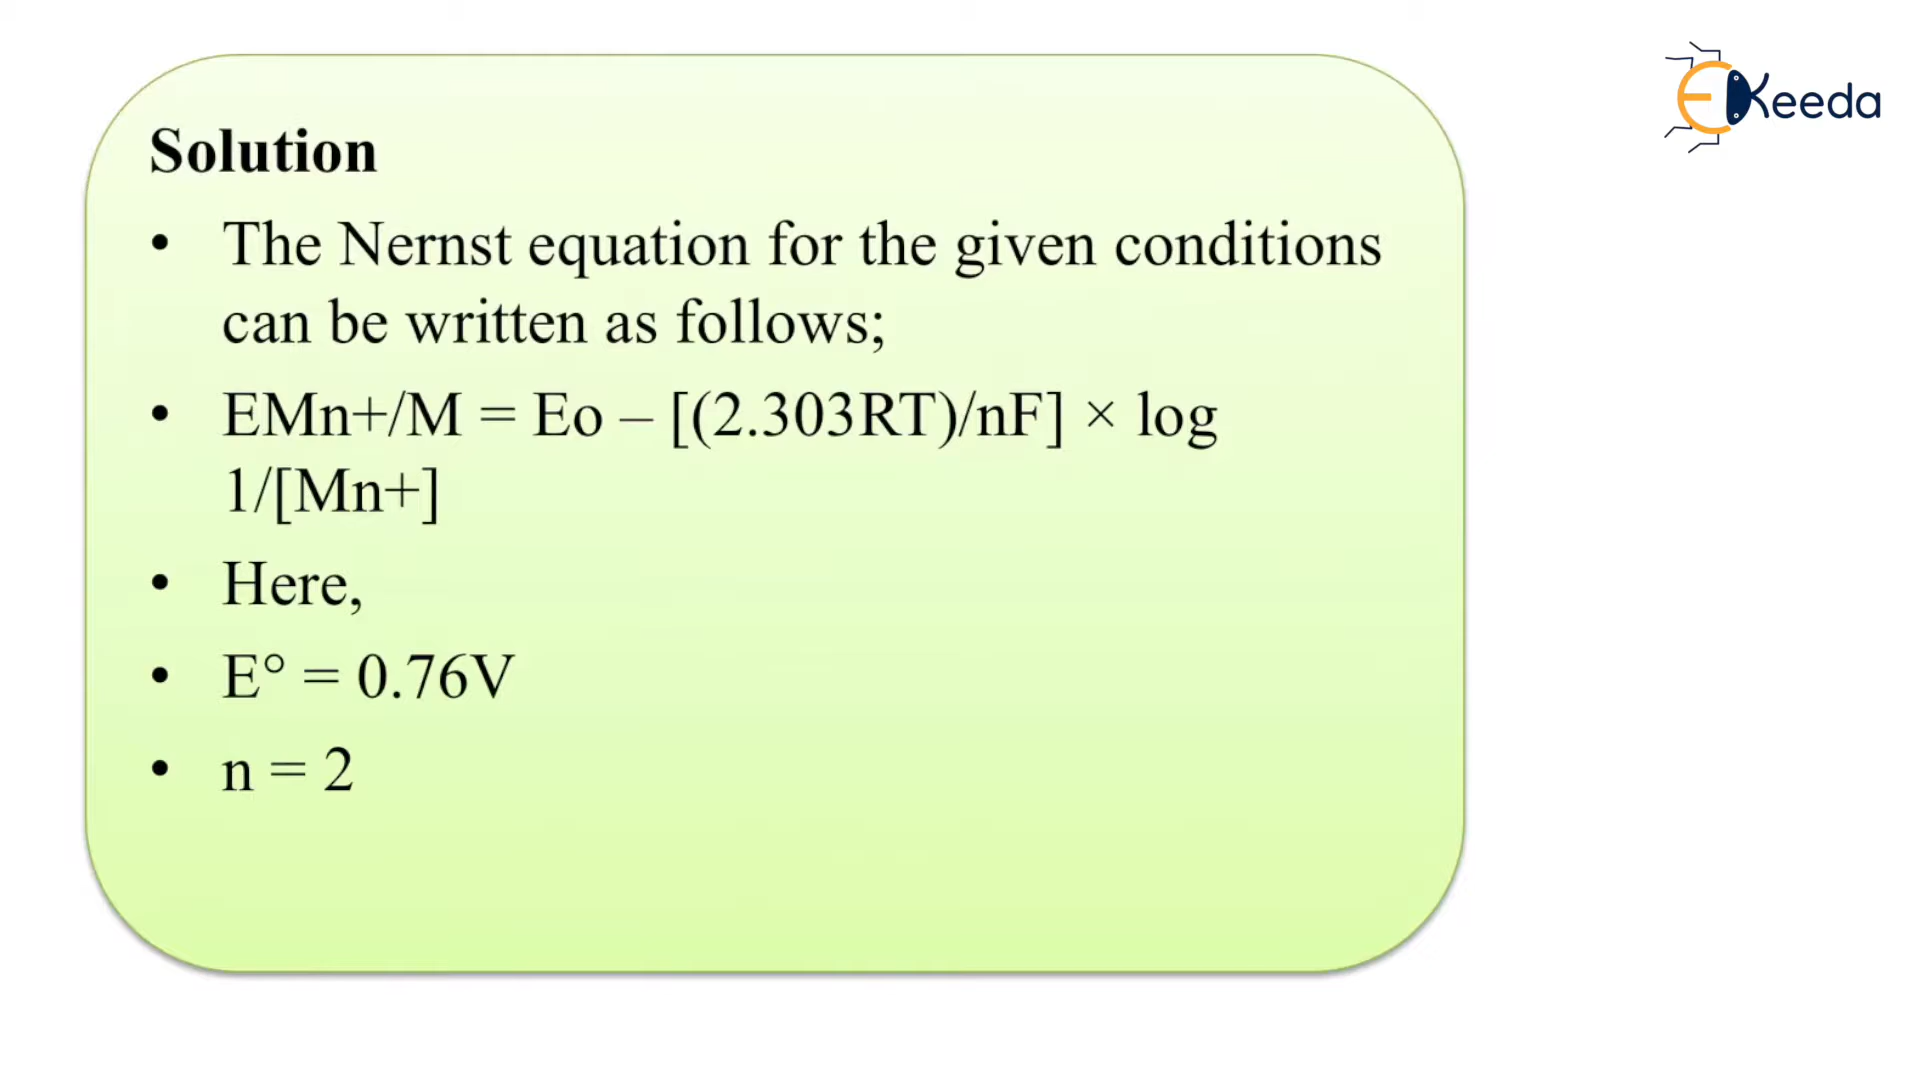 Solution
• The Nernst equation for the given conditions
can be written as follows;
• EMn+/M = Eo – [(2.303RT)/nF] × log
1/[Mn+]
• Here,
• E° = 0.76V
• n = 2
EKeeda